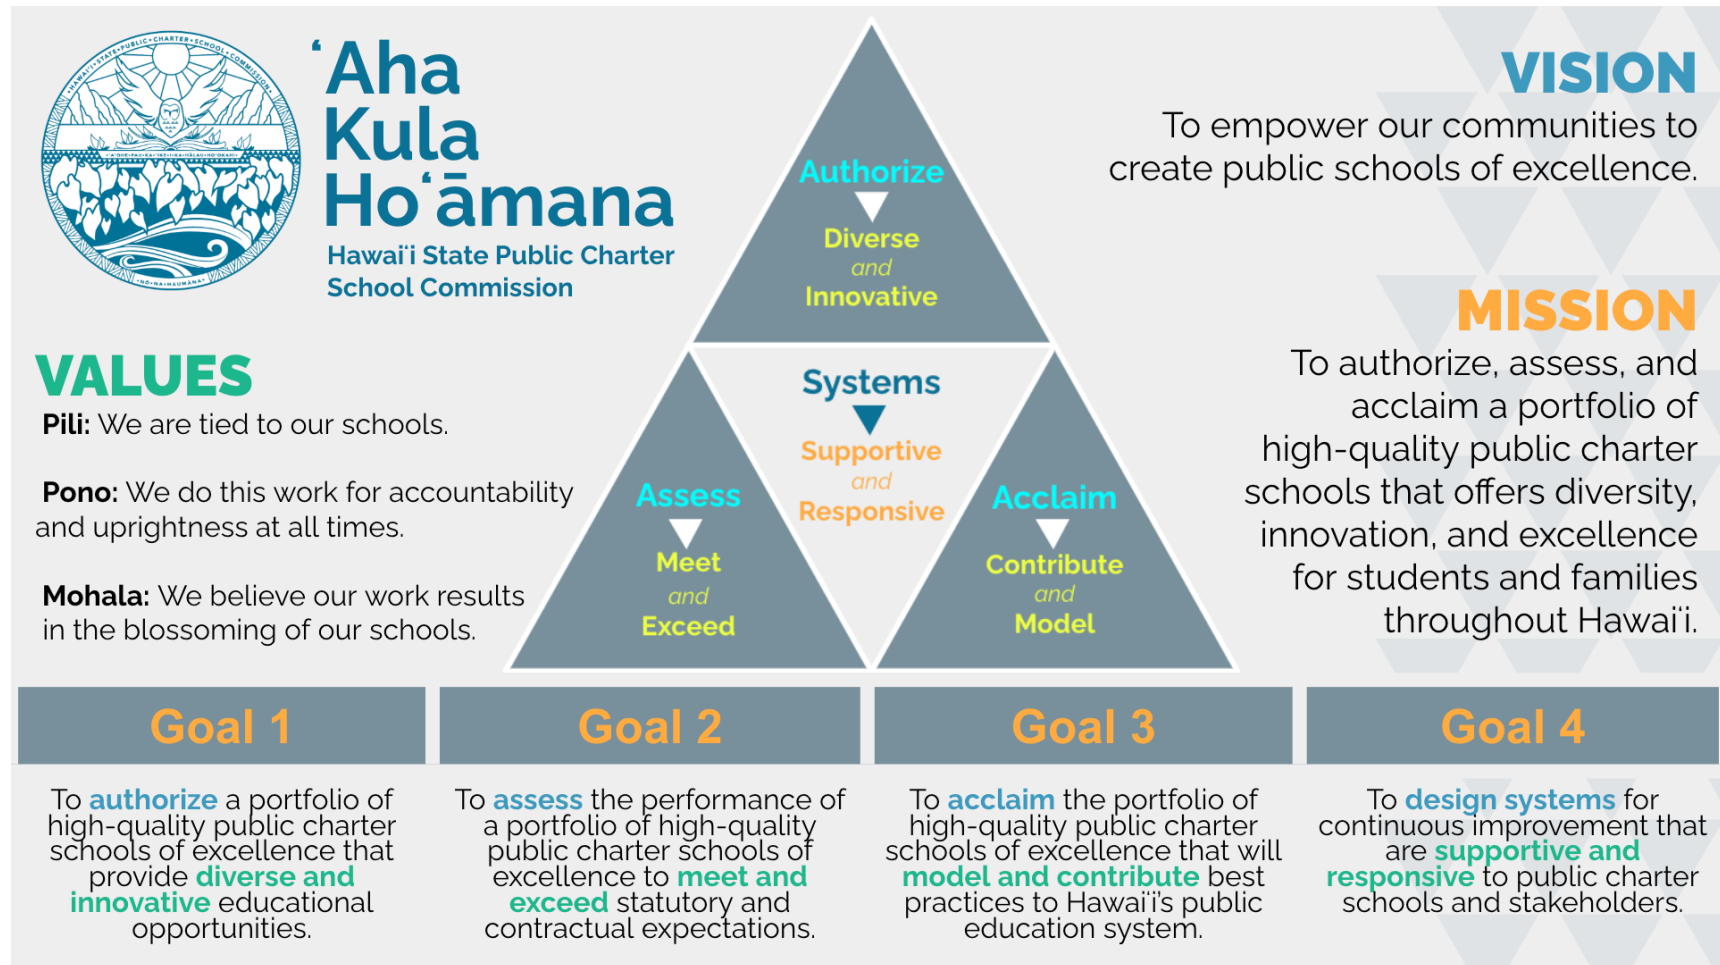 HAWAIʻI•STATE•PUBLIC•CHARTER•SCHOOL•COMMISSION
•NO•NA•HAUMĀNA•
ʻAha
Kula
Hoʻāmana
Hawaiʻi State Public Charter
School Commission
VALUES
Pili: We are tied to our schools.
Pono: We do this work for accountability
and uprightness at all times.
Mohala: We believe our work results
in the blossoming of our schools.
Authorize
Diverse
and
Innovative
Systems
Supportive
and
Responsive
Assess
Meet
and
Exceed
Acclaim
Contribute
and
Model
VISION
To empower our communities to
create public schools of excellence.
MISSION
To authorize, assess, and
acclaim a portfolio of
high-quality public charter
schools that offers diversity,
innovation, and excellence
for students and families
throughout Hawaiʻi.
Goal 1
To authorize a portfolio of
high-quality public charter
schools of excellence that
provide diverse and
innovative educational
opportunities.
Goal 2
To assess the performance of
a portfolio of high-quality
public charter schools of
excellence to meet and
exceed statutory and
contractual expectations.
Goal 3
To acclaim the portfolio of
high-quality public charter
schools of excellence that will
model and contribute best
practices to Hawaiʻi's public
education system.
Goal 4
To design systems for
continuous improvement that
are supportive and
responsive to public charter
schools and stakeholders.